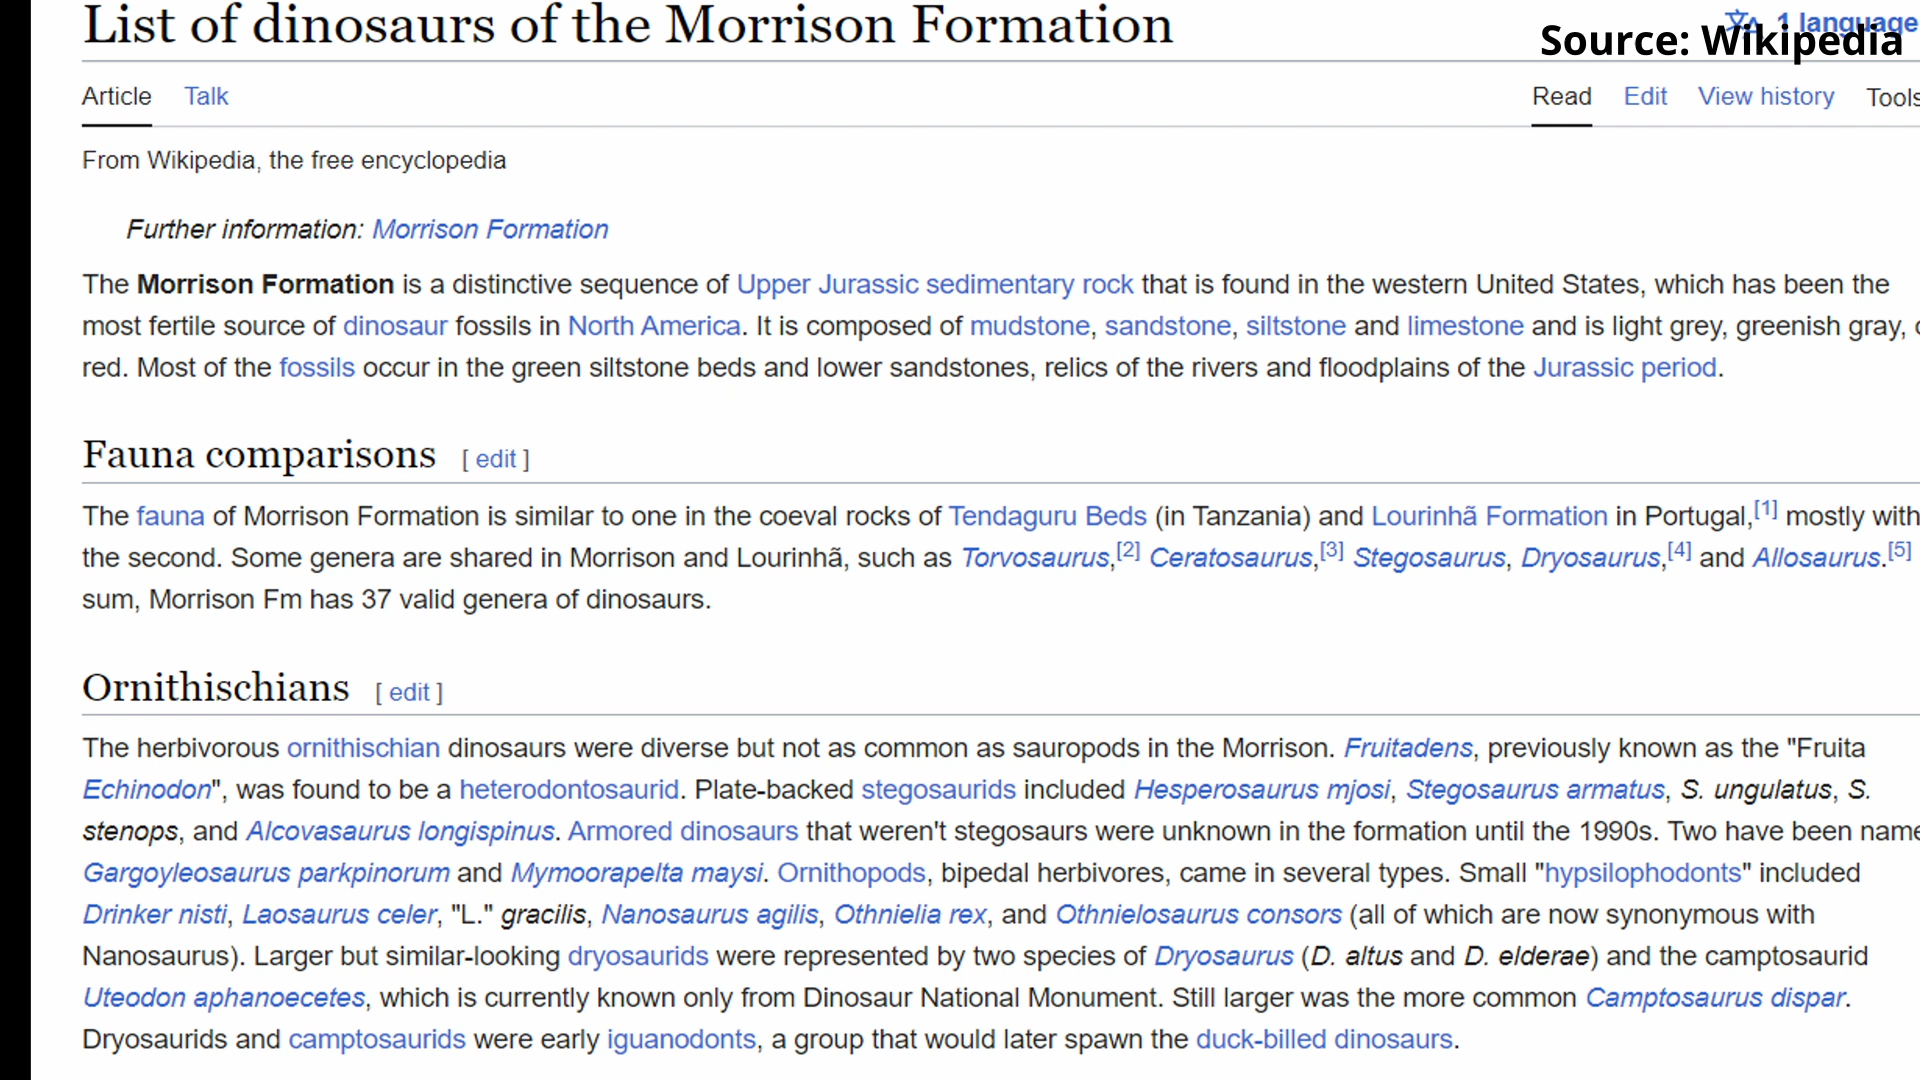 List of dinosaurs of the Morrison Formation
1 language
Source: Wikipedia
Article Talk
Read Edit View history Tools
From Wikipedia, the free encyclopedia
Further information: Morrison Formation
The Morrison Formation is a distinctive sequence of Upper Jurassic sedimentary rock that is found in the western United States, which has been the
most fertile source of dinosaur fossils in North America. It is composed of mudstone, sandstone, siltstone and limestone and is light grey, greenish gray,
red. Most of the fossils occur in the green siltstone beds and lower sandstones, relics of the rivers and floodplains of the Jurassic period.
Fauna comparisons [ edit ]
The fauna of Morrison Formation is similar to one in the coeval rocks of Tendaguru Beds (in Tanzania) and Lourinhã Formation in Portugal,[1] mostly with
the second. Some genera are shared in Morrison and Lourinhã, such as Torvosaurus,[2] Ceratosaurus,[3] Stegosaurus, Dryosaurus,[4] and Allosaurus.[5]
sum, Morrison Fm has 37 valid genera of dinosaurs.
Ornithischians [ edit ]
The herbivorous ornithischian dinosaurs were diverse but not as common as sauropods in the Morrison. Fruitadens, previously known as the "Fruita
Echinodon", was found to be a heterodontosaurid. Plate-backed stegosaurids included Hesperosaurus mjosi, Stegosaurus armatus, S. ungulatus, S.
stenops, and Alcovasaurus longispinus. Armored dinosaurs that weren't stegosaurs were unknown in the formation until the 1990s. Two have been name
Gargoyleosaurus parkpinorum and Mymoorapelta maysi. Ornithopods, bipedal herbivores, came in several types. Small "hypsilophodonts" included
Drinker nisti, Laosaurus celer, "L." gracilis, Nanosaurus agilis, Othnielia rex, and Othnielosaurus consors (all of which are now synonymous with
Nanosaurus). Larger but similar-looking dryosaurids were represented by two species of Dryosaurus (D. altus and D. elderae) and the camptosaurid
Uteodon aphanoecetes, which is currently known only from Dinosaur National Monument. Still larger was the more common Camptosaurus dispar.
Dryosaurids and camptosaurids were early iguanodonts, a group that would later spawn the duck-billed dinosaurs.